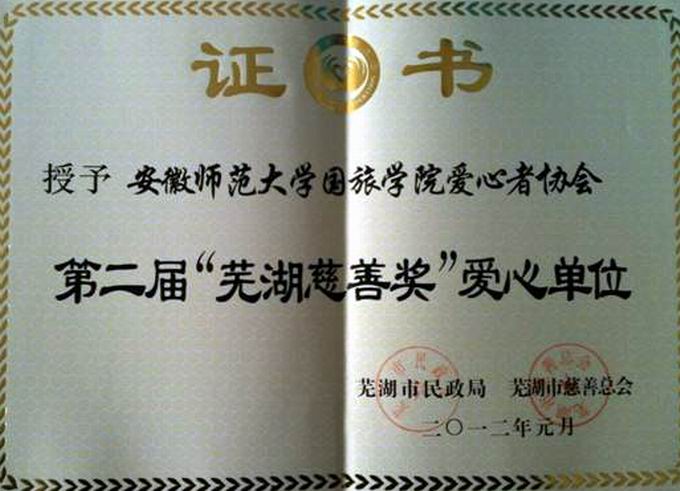 证书
授予 安徽师范大学国旅学院爱心者协会
第二届“芜湖慈善奖”爱心单位
芜湖市民政局 芜湖市慈善总会
二〇一二年元月